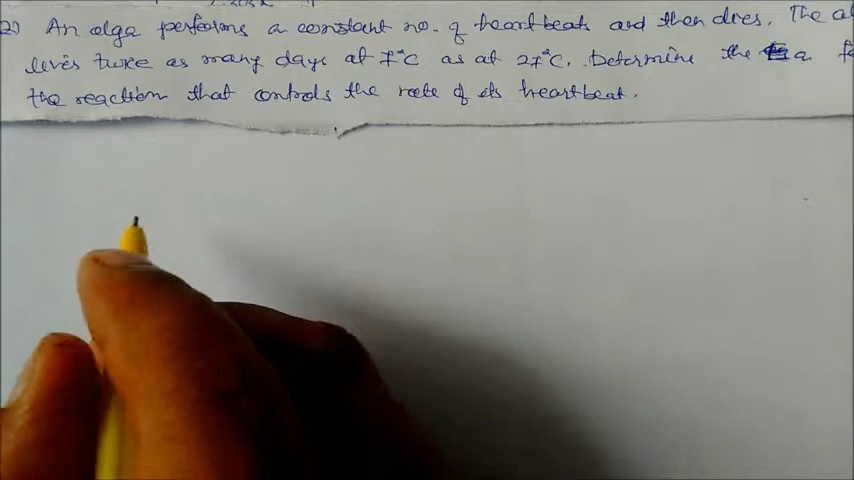 2) An alga performs a constant no. of heartbeats and then dies. The
lives twice as many days at 7°C as at 27°C. Determine the Ea
the reaction that controls the rate of its heartbeat.